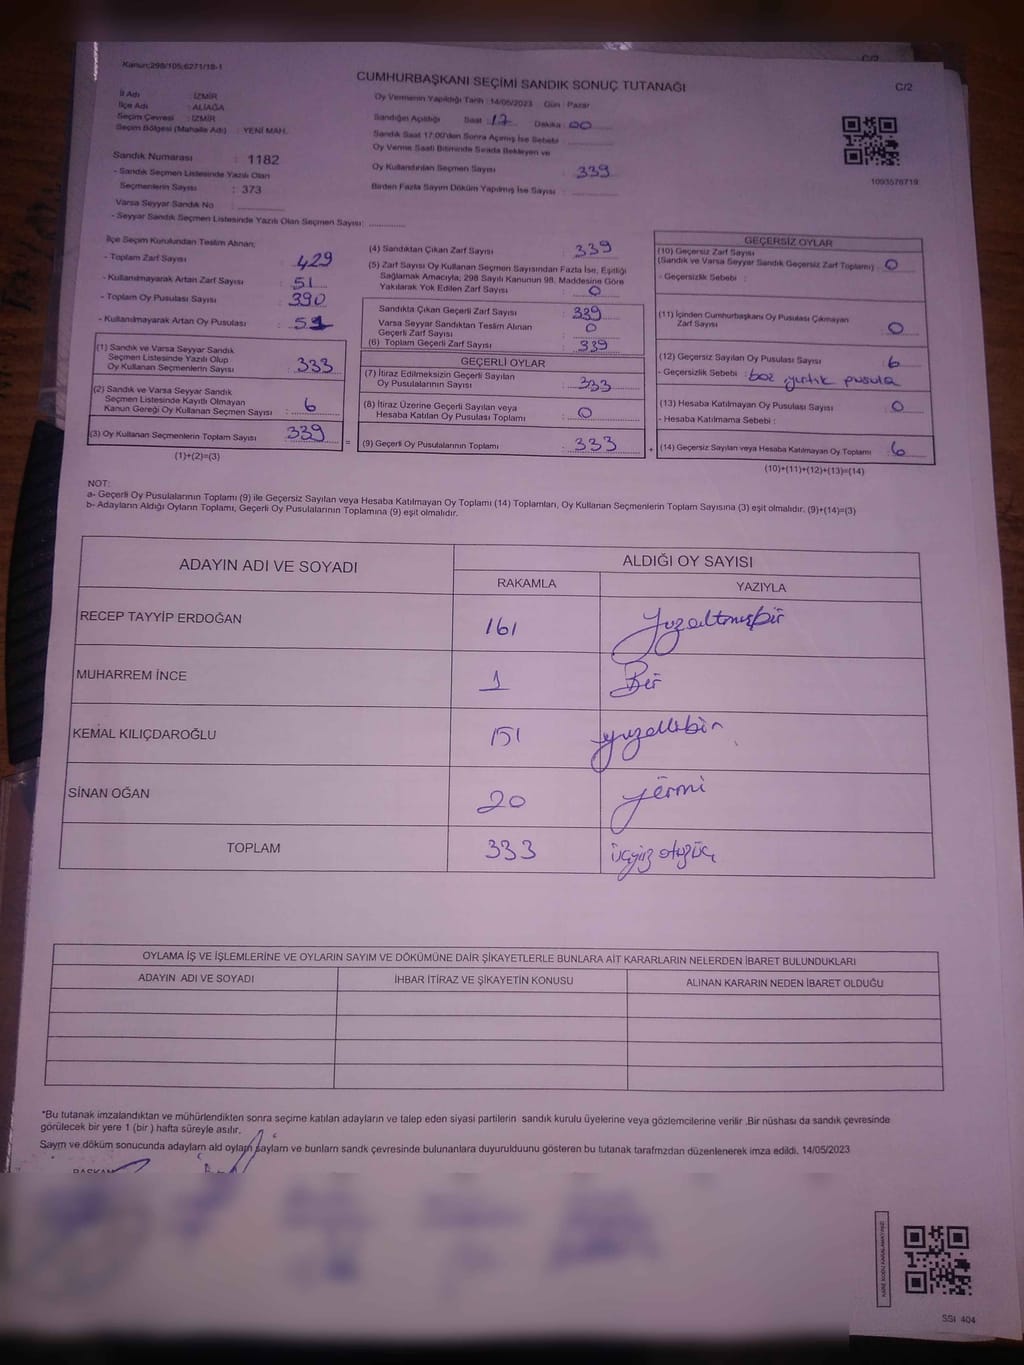 Kanun:298/105;6271/18-1
C/2
CUMHURBAŞKANI SEÇİMİ SANDIK SONUÇ TUTANAĞI
C/2
İl Adı : İZMİR
İlçe Adı : ALİAĞA
Seçim Çevresi : İZMİR
Seçim Bölgesi (Mahalle Adı) : YENİ MAH.
Sandık Numarası : 1182
- Sandık Seçmen Listesinde Yazılı Olan
Seçmenlerin Sayısı : 373
Varsa Seyyar Sandık No :
- Seyyar Sandık Seçmen Listesinde Yazılı Olan Seçmen Sayısı:
Oy Vermenin Yapıldığı Tarih :14/05/2023 Gün : Pazar
Sandığın Açıldığı Saat : 17 Dakika : 00
Sandık Saat 17:00'den Sonra Açılmış İse Sebebi :
Oy Verme Saati Bitiminde Sırada Bekleyen ve
Oy Kullandırılan Seçmen Sayısı : 339
Birden Fazla Sayım Döküm Yapılmış İse Sayısı :
1093576719
İlçe Seçim Kurulundan Teslim Alınan;
- Toplam Zarf Sayısı : 429
- Kullanılmayarak Artan Zarf Sayısı : 51
- Toplam Oy Pusulası Sayısı : 390
- Kullanılmayarak Artan Oy Pusulası : 51
(1) Sandık ve Varsa Seyyar Sandık
Seçmen Listesinde Yazılı Olup
Oy Kullanan Seçmenlerin Sayısı : 333
(2) Sandık ve Varsa Seyyar Sandık
Seçmen Listesinde Kayıtlı Olmayan
Kanun Gereği Oy Kullanan Seçmen Sayısı : 6
(3) Oy Kullanan Seçmenlerin Toplam Sayısı : 339
(1)+(2)=(3)
=
(4) Sandıktan Çıkan Zarf Sayısı : 339
(5) Zarf Sayısı Oy Kullanan Seçmen Sayısından Fazla İse, Eşitliği
Sağlamak Amacıyla; 298 Sayılı Kanunun 98. Maddesine Göre
Yakılarak Yok Edilen Zarf Sayısı : 0
Sandıkta Çıkan Geçerli Zarf Sayısı : 339
Varsa Seyyar Sandıktan Teslim Alınan
Geçerli Zarf Sayısı : 0
(6) Toplam Geçerli Zarf Sayısı : 339
GEÇERLİ OYLAR
(7) İtiraz Edilmeksizin Geçerli Sayılan
Oy Pusulalarının Sayısı : 333
(8) İtiraz Üzerine Geçerli Sayılan veya
Hesaba Katılan Oy Pusulası Toplamı : 0
(9) Geçerli Oy Pusulalarının Toplamı : 333
+
GEÇERSİZ OYLAR
(10) Geçersiz Zarf Sayısı
(Sandık ve Varsa Seyyar Sandık Geçersiz Zarf Toplamı) : 0
- Geçersizlik Sebebi :
(11) İçinden Cumhurbaşkanı Oy Pusulası Çıkmayan
Zarf Sayısı : 0
(12) Geçersiz Sayılan Oy Pusulası Sayısı : 6
- Geçersizlik Sebebi : boz yırtık pusula
(13) Hesaba Katılmayan Oy Pusulası Sayısı : 0
- Hesaba Katılmama Sebebi :
(14) Geçersiz Sayılan veya Hesaba Katılmayan Oy Toplamı : 6
(10)+(11)+(12)+(13)=(14)
NOT:
a- Geçerli Oy Pusulalarının Toplamı (9) ile Geçersiz Sayılan veya Hesaba Katılmayan Oy Toplamı (14) Toplamları, Oy Kullanan Seçmenlerin Toplam Sayısına (3) eşit olmalıdır. (9)+(14)=(3)
b- Adayların Aldığı Oyların Toplamı, Geçerli Oy Pusulalarının Toplamına (9) eşit olmalıdır.
ADAYIN ADI VE SOYADI
ALDIĞI OY SAYISI
RAKAMLA
YAZIYLA
RECEP TAYYİP ERDOĞAN 161 Yüzaltmışbir
MUHARREM İNCE 1 Bir
KEMAL KILIÇDAROĞLU 151 yüzellibir
SİNAN OĞAN 20 yirmi
TOPLAM 333 üçyüz otuzüç
OYLAMA İŞ VE İŞLEMLERİNE VE OYLARIN SAYIM VE DÖKÜMÜNE DAİR ŞİKAYETLERLE BUNLARA AİT KARARLARIN NELERDEN İBARET BULUNDUKLARI
ADAYIN ADI VE SOYADI
İHBAR İTİRAZ VE ŞİKAYETİN KONUSU
ALINAN KARARIN NEDEN İBARET OLDUĞU
*Bu tutanak imzalandıktan ve mühürlendikten sonra seçime katılan adayların ve talep eden siyasi partilerin sandık kurulu üyelerine veya gözlemcilerine verilir .Bir nüshası da sandık çevresinde
görülecek bir yere 1 (bir ) hafta süreyle asılır.
Sayım ve döküm sonucunda adayların aldı oyların sayıları ve bunların sandk çevresinde bulunanlara duyurulduunu gösteren bu tutanak tarafmzdan düzenlenerek imza edildi. 14/05/2023
BAŞKAN
SSİ 404